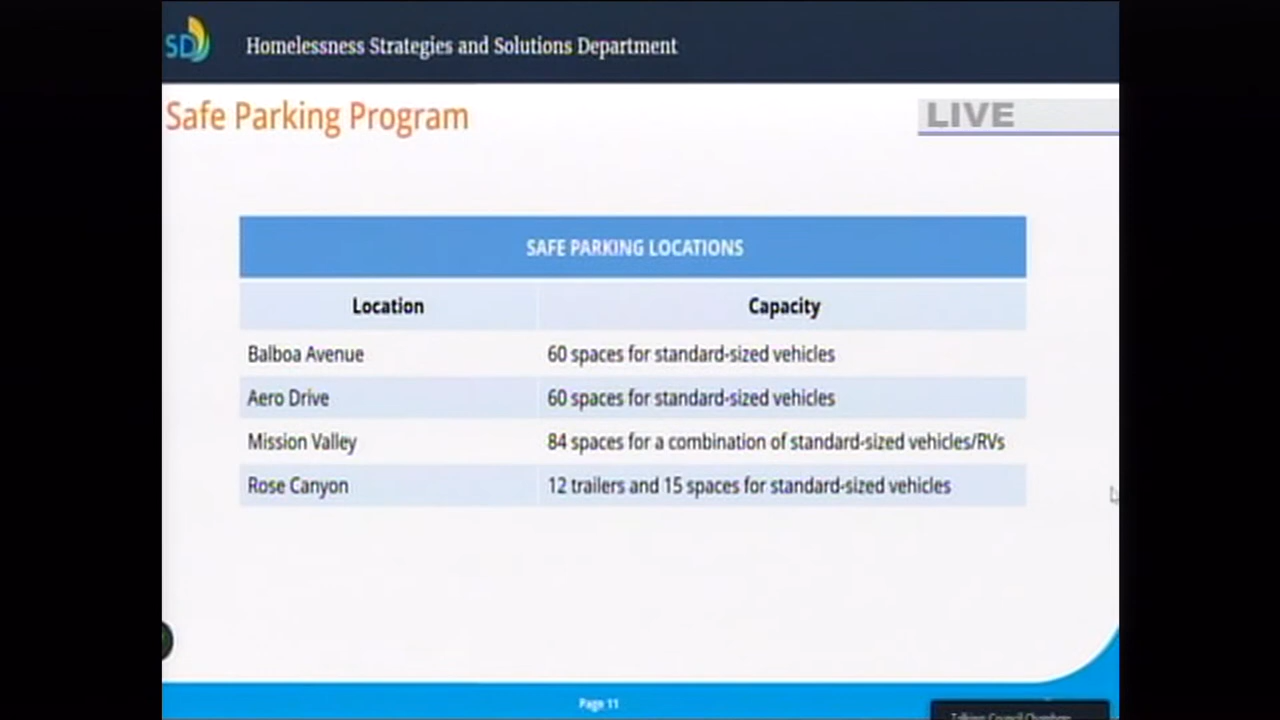 SD
Homelessness Strategies and Solutions Department
Safe Parking Program
LIVE
SAFE PARKING LOCATIONS
Location Capacity
Balboa Avenue 60 spaces for standard-sized vehicles
Aero Drive 60 spaces for standard-sized vehicles
Mission Valley 84 spaces for a combination of standard-sized vehicles/RVs
Rose Canyon 12 trailers and 15 spaces for standard-sized vehicles
Page 11